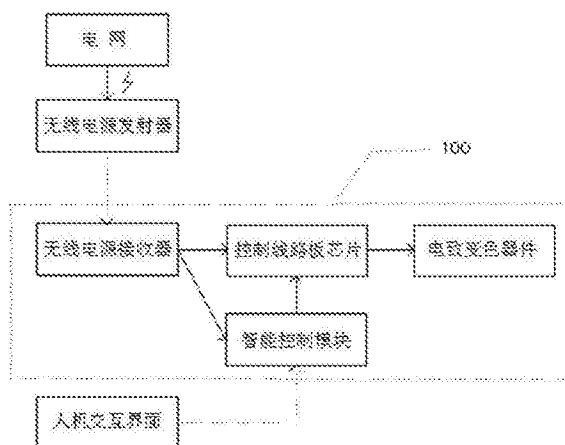 电 网
无线电源发射器
100
无线电源接收器
控制线路板芯片
电致变色器件
智能控制模块
人机交互界面